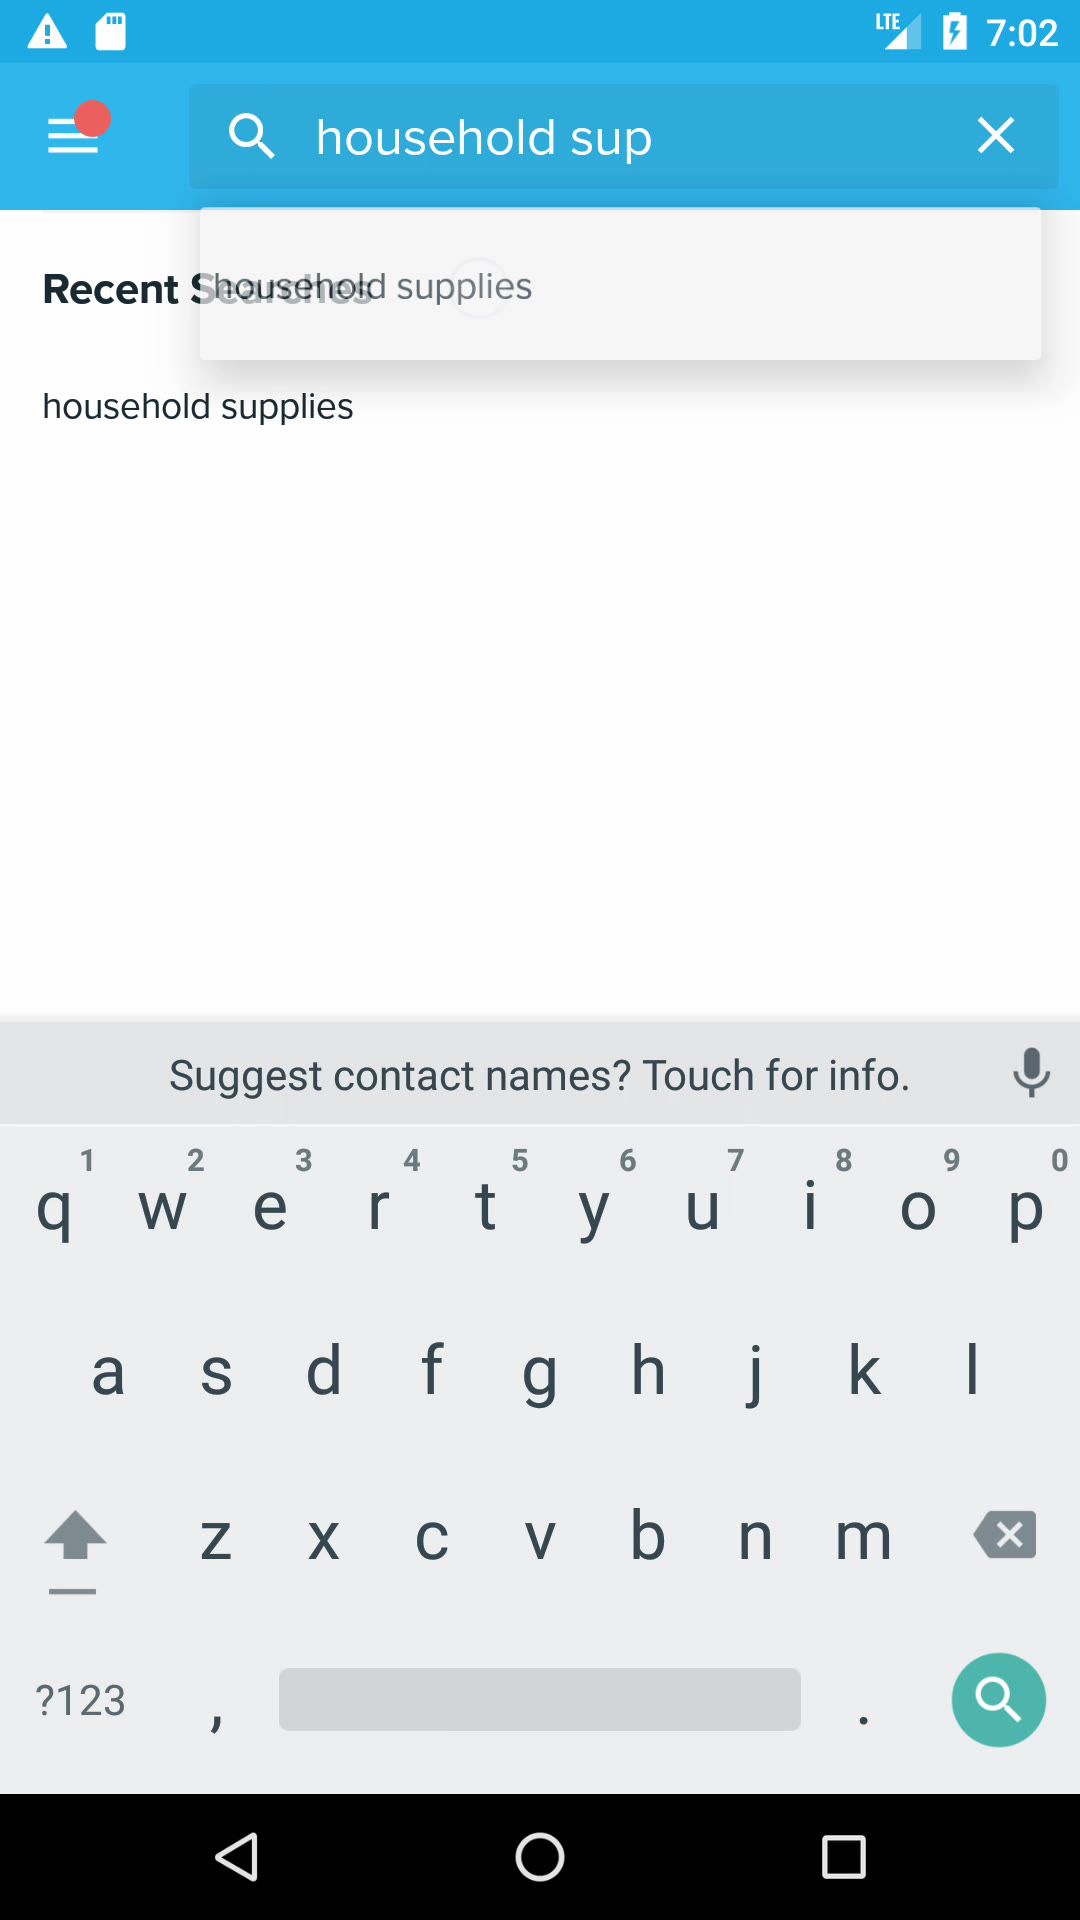 LTE 7:02
household sup
Recent Searches
household supplies
household supplies
Suggest contact names? Touch for info.
1 2 3 4 5 6 7 8 9 0
q w e r t y u i o p
a s d f g h j k l
z x c v b n m
?123 , .